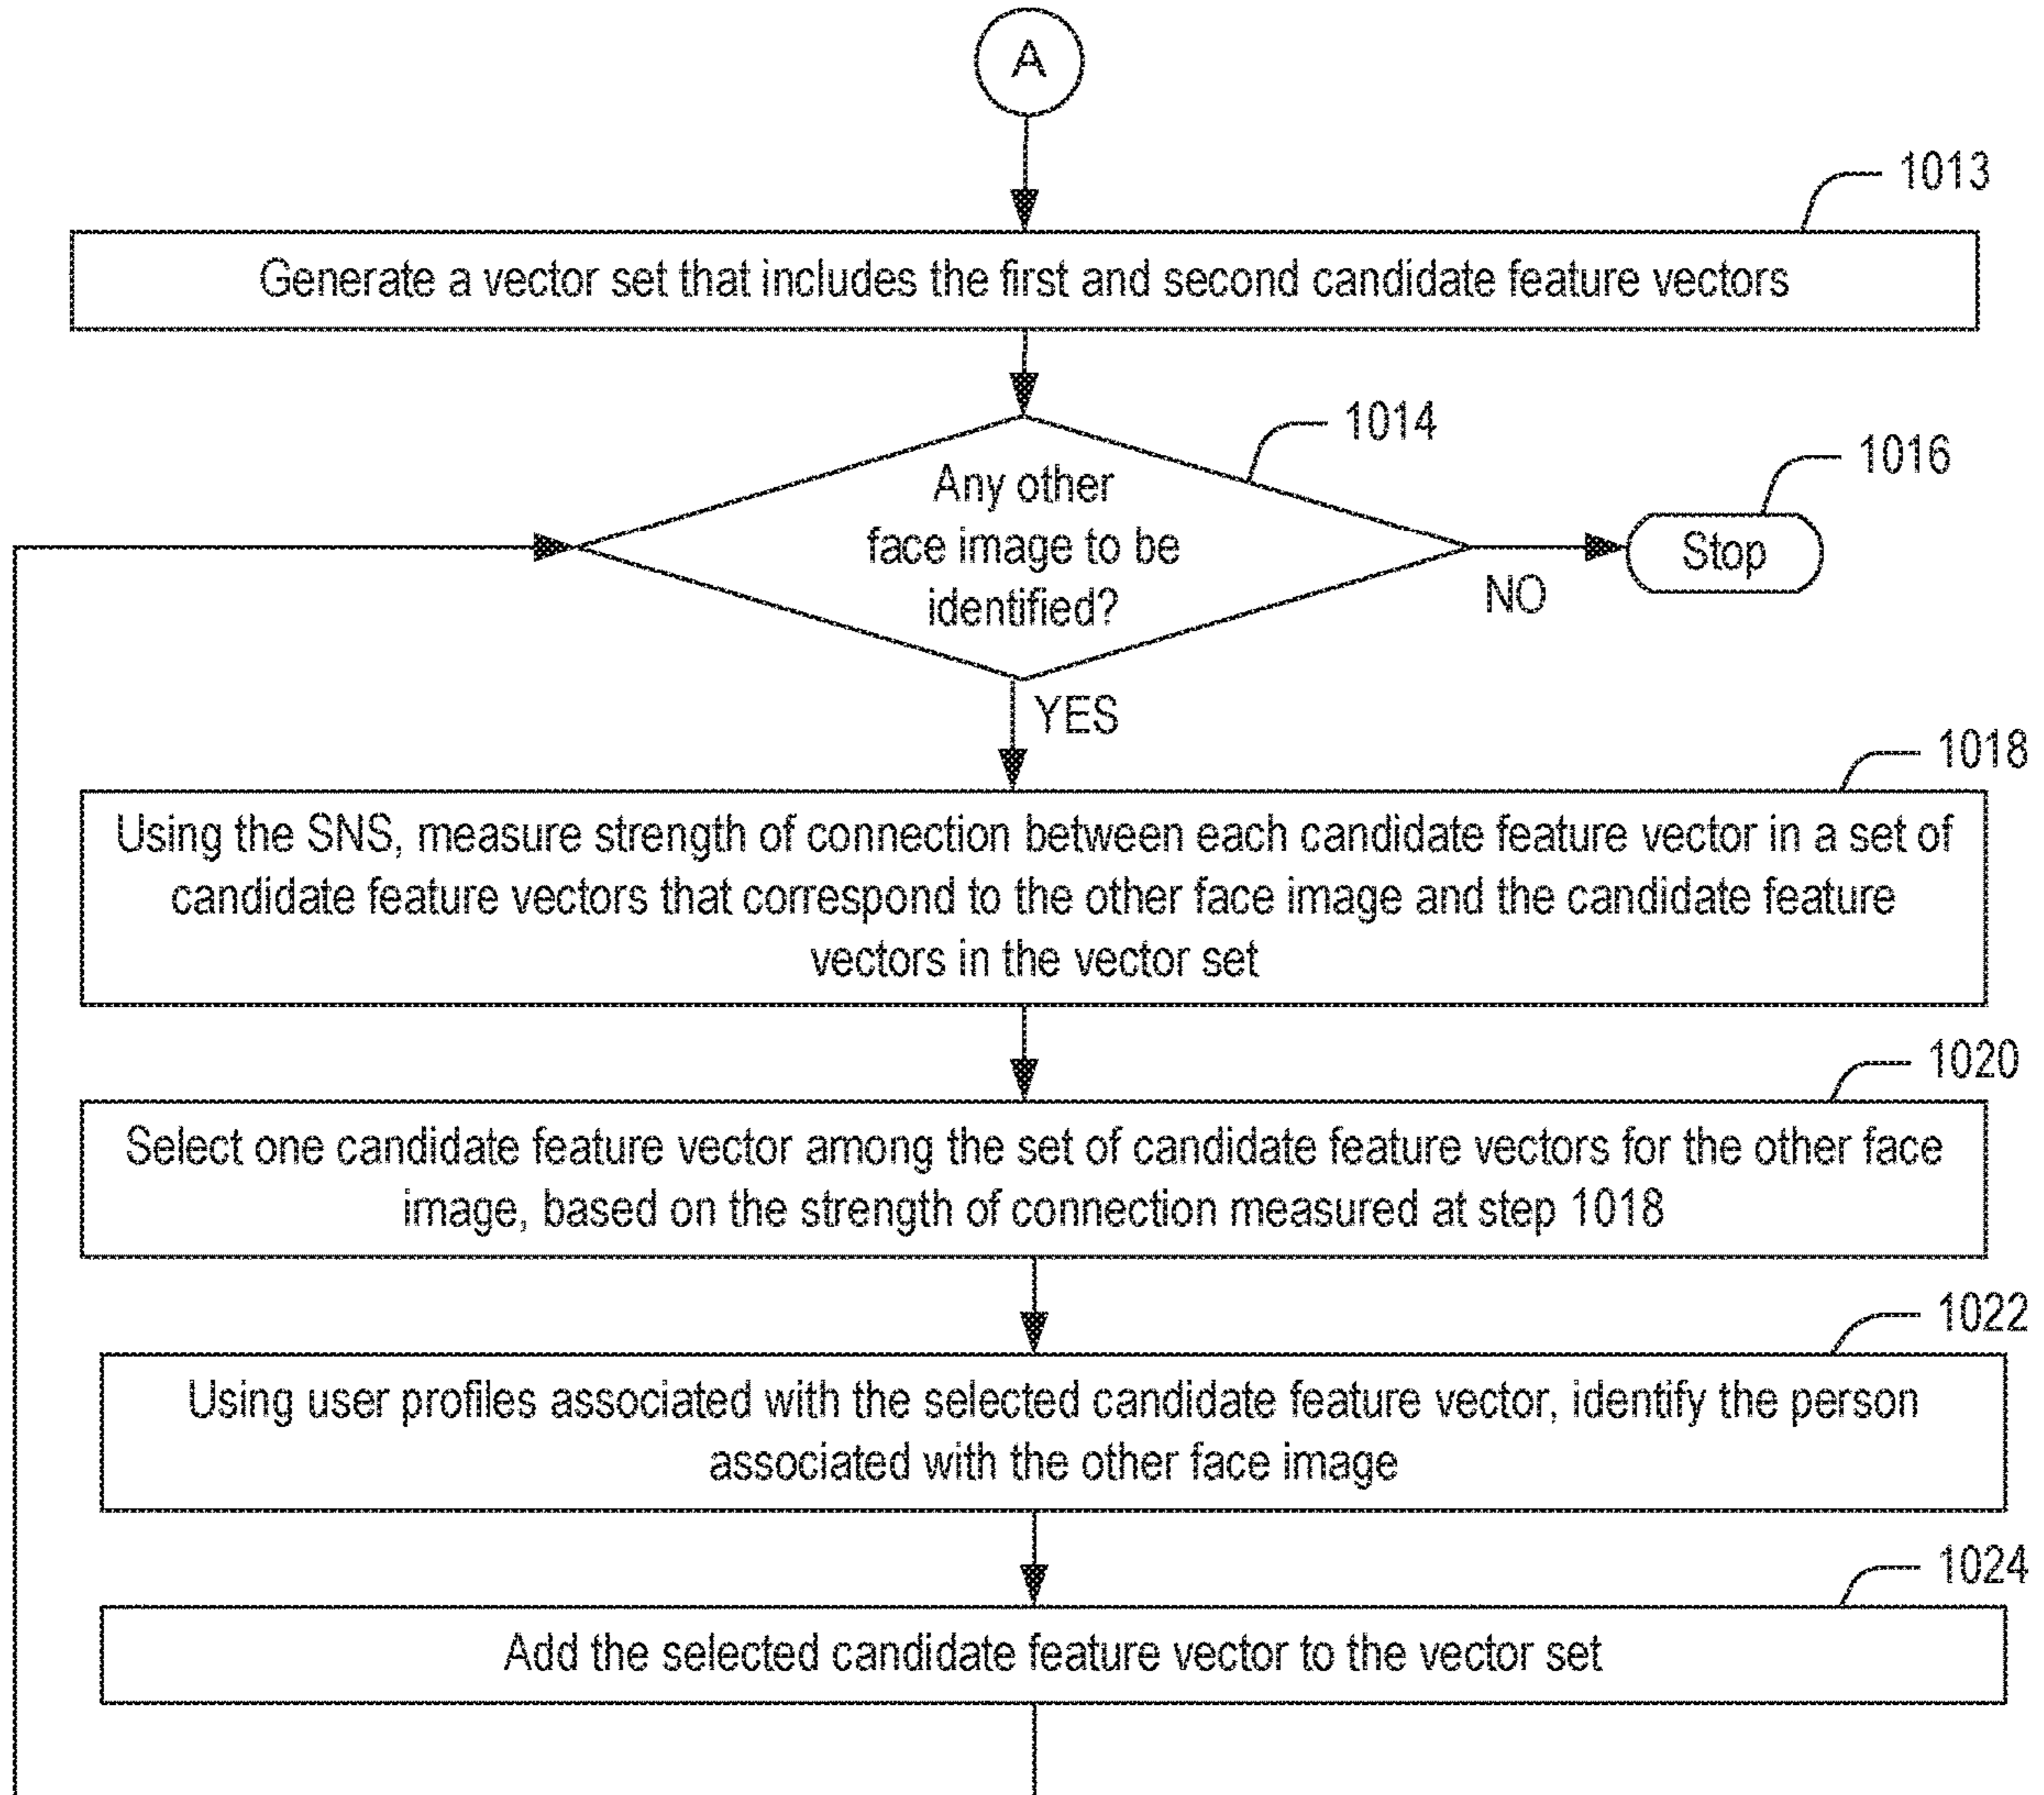 A
1013
Generate a vector set that includes the first and second candidate feature vectors
1014
1016
Any other
face image to be
identified?
Stop
NO
YES
1018
Using the SNS, measure strength of connection between each candidate feature vector in a set of
candidate feature vectors that correspond to the other face image and the candidate feature
vectors in the vector set
1020
Select one candidate feature vector among the set of candidate feature vectors for the other face
image, based on the strength of connection measured at step 1018
1022
Using user profiles associated with the selected candidate feature vector, identify the person
associated with the other face image
1024
Add the selected candidate feature vector to the vector set